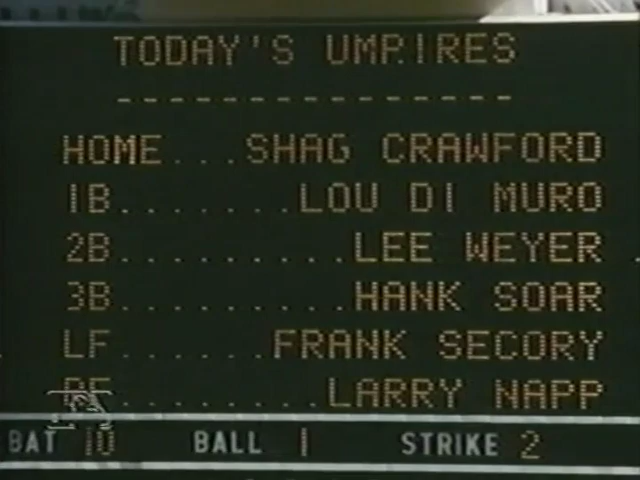 TODAY'S UMPIRES
----------------
HOME...SHAG CRAWFORD
1B.......LOU DI MURO
2B.........LEE WEYER
3B.........HANK SOAR
LF......FRANK SECORY
RF........LARRY NAPP
BAT 10 BALL 1 STRIKE 2